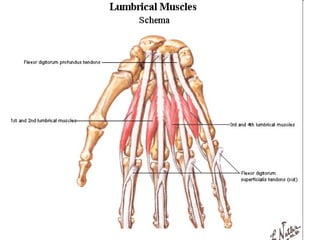 Lumbrical Muscles
Schema
Flexor digitorum profundus tendons
1st and 2nd lumbrical muscles
3rd and 4th lumbrical muscles
Flexor digitorum
superficialis tendons (cut)